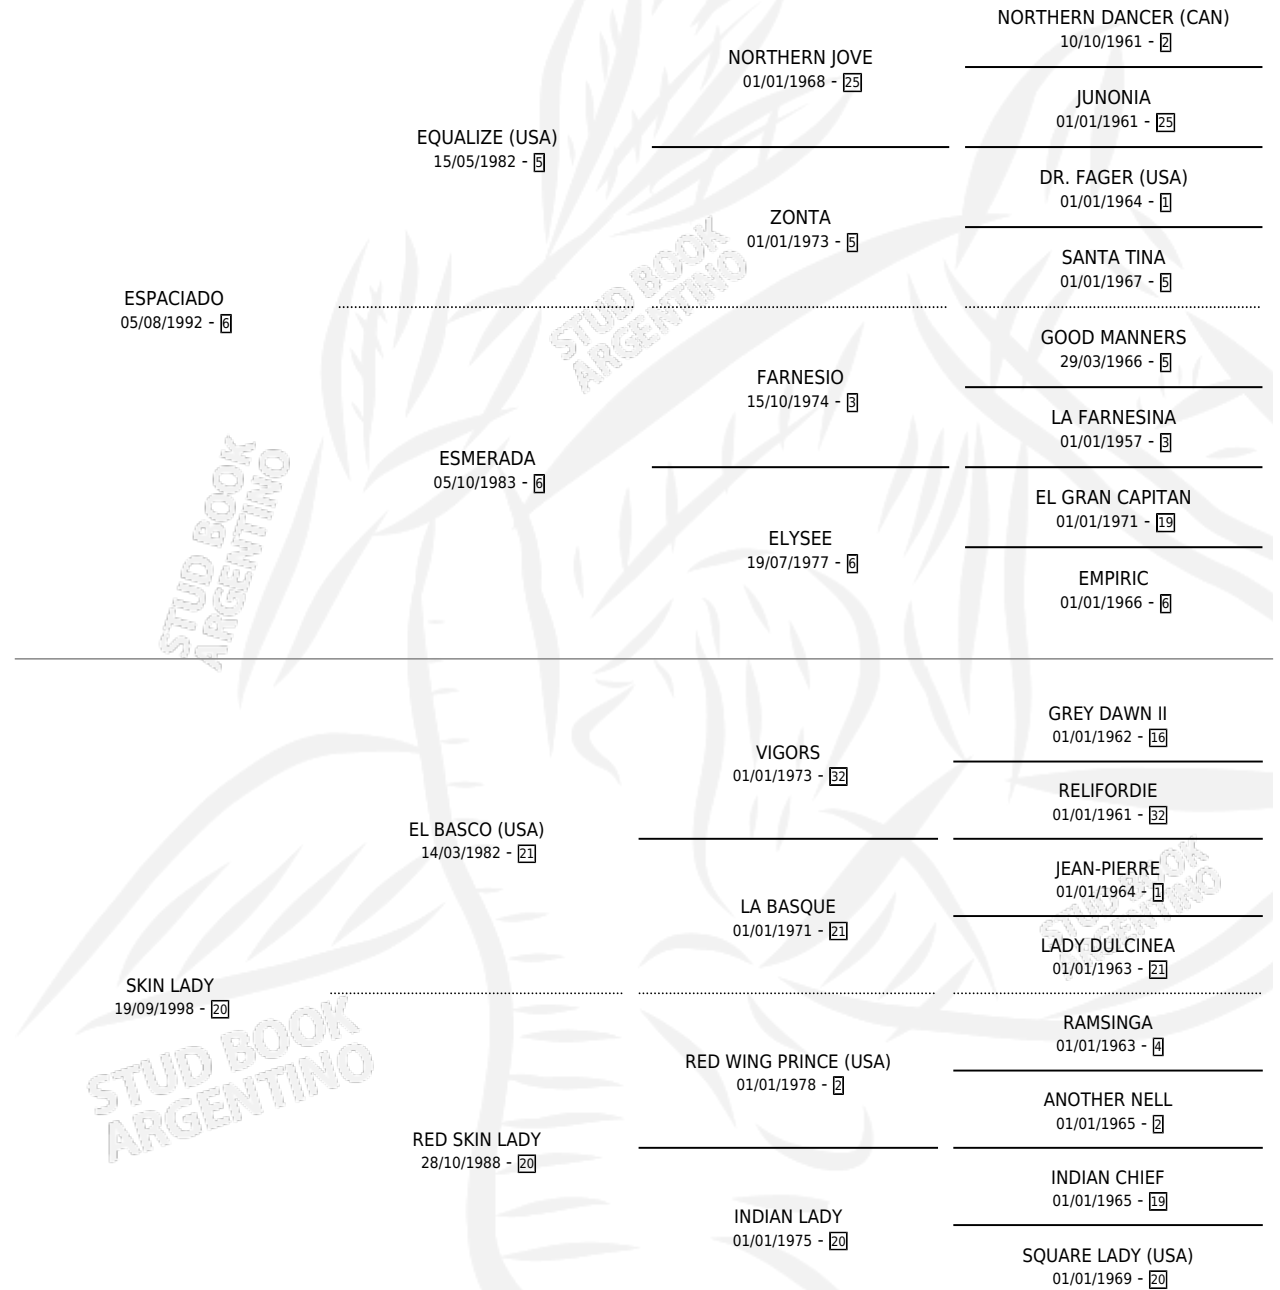 NORTHERN DANCER (CAN)
10/10/1961 - 2
NORTHERN JOVE
01/01/1968 - 25
JUNONIA
01/01/1961 - 25
EQUALIZE (USA)
15/05/1982 - 5
DR. FAGER (USA)
01/01/1964 - 1
ZONTA
01/01/1973 - 5
SANTA TINA
01/01/1967 - 5
ESPACIADO
05/08/1992 - 6
GOOD MANNERS
29/03/1966 - 5
FARNESIO
15/10/1974 - 3
LA FARNESINA
01/01/1957 - 3
ESMERADA
05/10/1983 - 6
EL GRAN CAPITAN
01/01/1971 - 19
ELYSEE
19/07/1977 - 6
EMPIRIC
01/01/1966 - 6
GREY DAWN II
01/01/1962 - 16
VIGORS
01/01/1973 - 32
RELIFORDIE
01/01/1961 - 32
EL BASCO (USA)
14/03/1982 - 21
JEAN-PIERRE
01/01/1964 - 1
LA BASQUE
01/01/1971 - 21
LADY DULCINEA
01/01/1963 - 21
SKIN LADY
19/09/1998 - 20
RAMSINGA
01/01/1963 - 4
RED WING PRINCE (USA)
01/01/1978 - 2
ANOTHER NELL
01/01/1965 - 2
RED SKIN LADY
28/10/1988 - 20
INDIAN CHIEF
01/01/1965 - 19
INDIAN LADY
01/01/1975 - 20
SQUARE LADY (USA)
01/01/1969 - 20
STUD BOOK
ARGENTINO
STUD BOOK
ARGENTINO
STUD BOOK
ARGENTINO
STUD BOOK
ARGENTINO